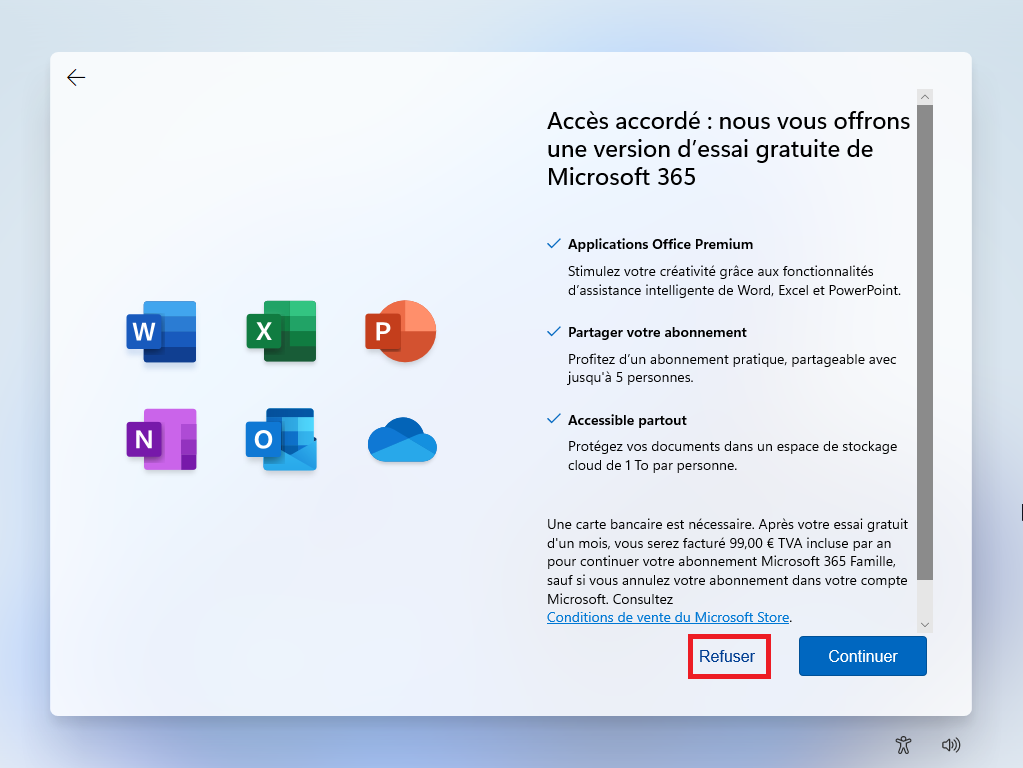 Accès accordé : nous vous offrons
une version d’essai gratuite de
Microsoft 365
Applications Office Premium
Stimulez votre créativité grâce aux fonctionnalités
d’assistance intelligente de Word, Excel et PowerPoint.
W
X
P
Partager votre abonnement
Profitez d’un abonnement pratique, partageable avec
jusqu'à 5 personnes.
N
O
Accessible partout
Protégez vos documents dans un espace de stockage
cloud de 1 To par personne.
Une carte bancaire est nécessaire. Après votre essai gratuit
d'un mois, vous serez facturé 99,00 € TVA incluse par an
pour continuer votre abonnement Microsoft 365 Famille,
sauf si vous annulez votre abonnement dans votre compte
Microsoft. Consultez
Conditions de vente du Microsoft Store.
Refuser
Continuer